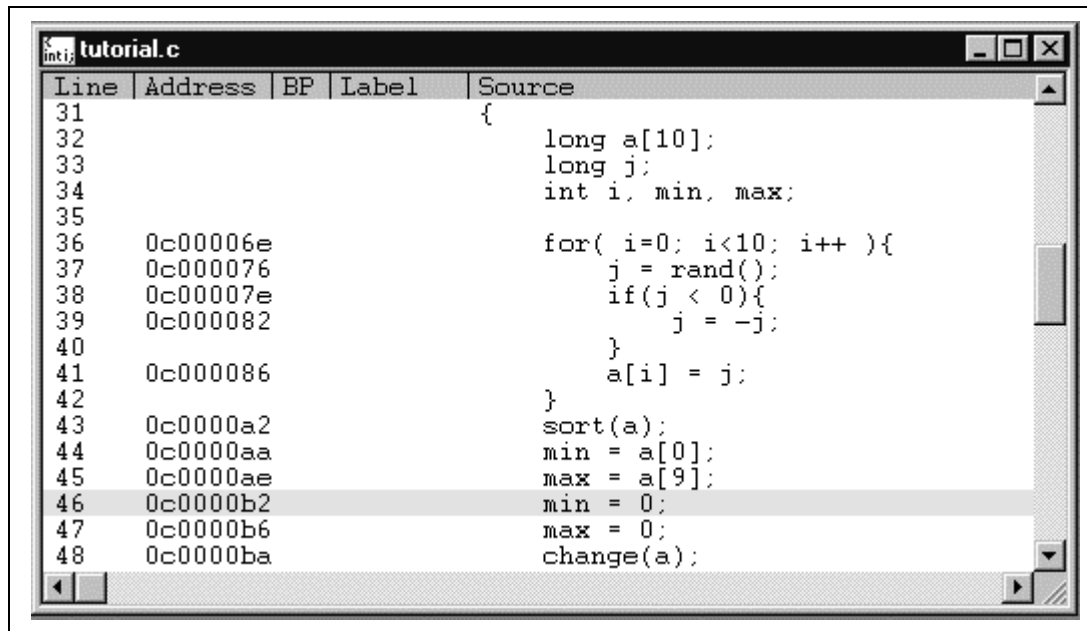 { inti; tutorial.c
Line Address BP Label Source
31 {
32 long a[10];
33 long j;
34 int i, min, max;
35
36 0c00006e for( i=0; i<10; i++ ){
37 0c000076 j = rand();
38 0c00007e if(j < 0){
39 0c000082 j = -j;
40 }
41 0c000086 a[i] = j;
42 }
43 0c0000a2 sort(a);
44 0c0000aa min = a[0];
45 0c0000ae max = a[9];
46 0c0000b2 min = 0;
47 0c0000b6 max = 0;
48 0c0000ba change(a);